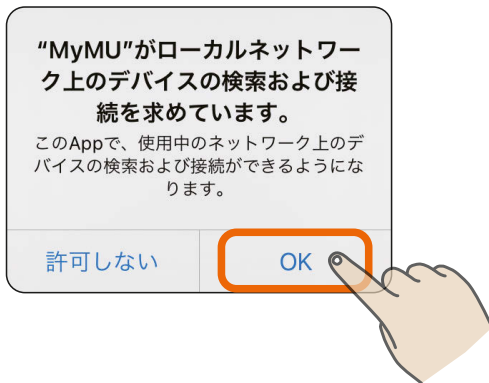 “MyMU”がローカルネットワー
ク上のデバイスの検索および接
続を求めています。
このAppで、使用中のネットワーク上のデ
バイスの検索および接続ができるようにな
ります。
許可しない
OK